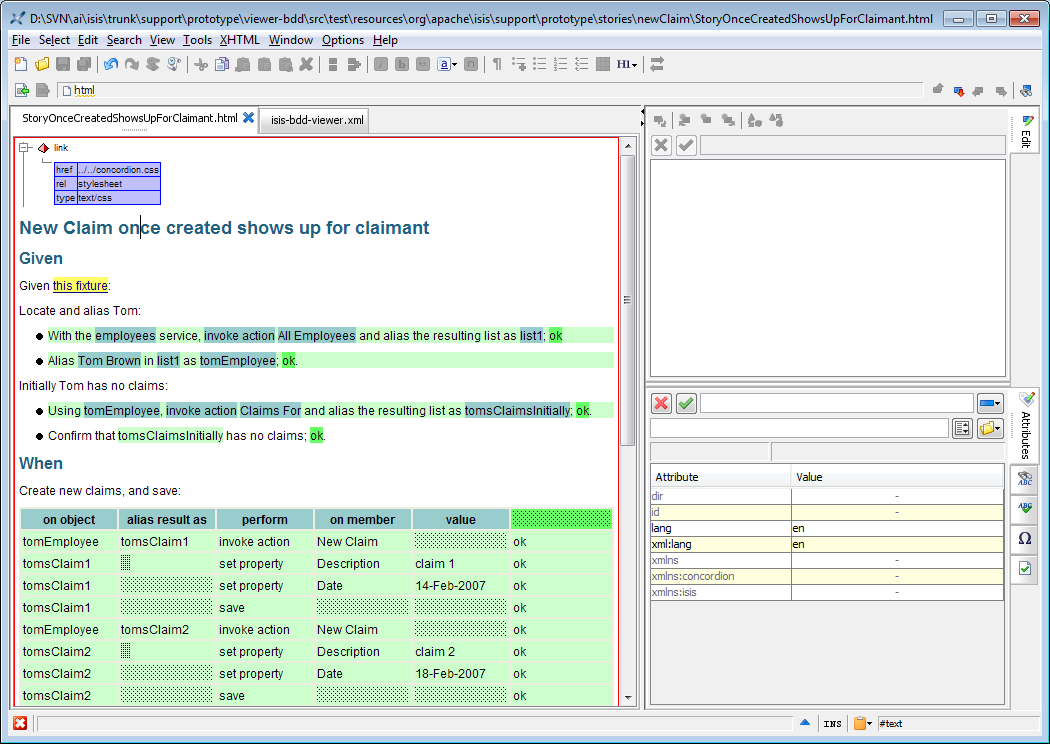 D:\SVN\ai\isis\trunk\support\prototype\viewer-bdd\src\test\resources\org\apache\isis\support\prototype\stories\newClaim\StoryOnceCreatedShowsUpForClaimant.html
File Select Edit Search View Tools XHTML Window Options Help
H1
html
StoryOnceCreatedShowsUpForClaimant.html isis-bdd-viewer.xml
link
href ../../concordion.css
rel stylesheet
type text/css
New Claim once created shows up for claimant
Given
Given this fixture:
Locate and alias Tom:
With the employees service, invoke action All Employees and alias the resulting list as list1; ok
Alias Tom Brown in list1 as tomEmployee; ok.
Initially Tom has no claims:
Using tomEmployee, invoke action Claims For and alias the resulting list as tomsClaimsInitially; ok.
Confirm that tomsClaimsInitially has no claims; ok.
When
Create new claims, and save:
on object alias result as perform on member value
tomEmployee tomsClaim1 invoke action New Claim ok
tomsClaim1 set property Description claim 1 ok
tomsClaim1 set property Date 14-Feb-2007 ok
tomsClaim1 save ok
tomEmployee tomsClaim2 invoke action New Claim ok
tomsClaim2 set property Description claim 2 ok
tomsClaim2 set property Date 18-Feb-2007 ok
tomsClaim2 save ok
Edit
Attributes
Attribute Value
dir -
id -
lang en
xml:lang en
xmlns -
xmlns:concordion -
xmlns:isis -
ABC
ABC
Ω
INS #text